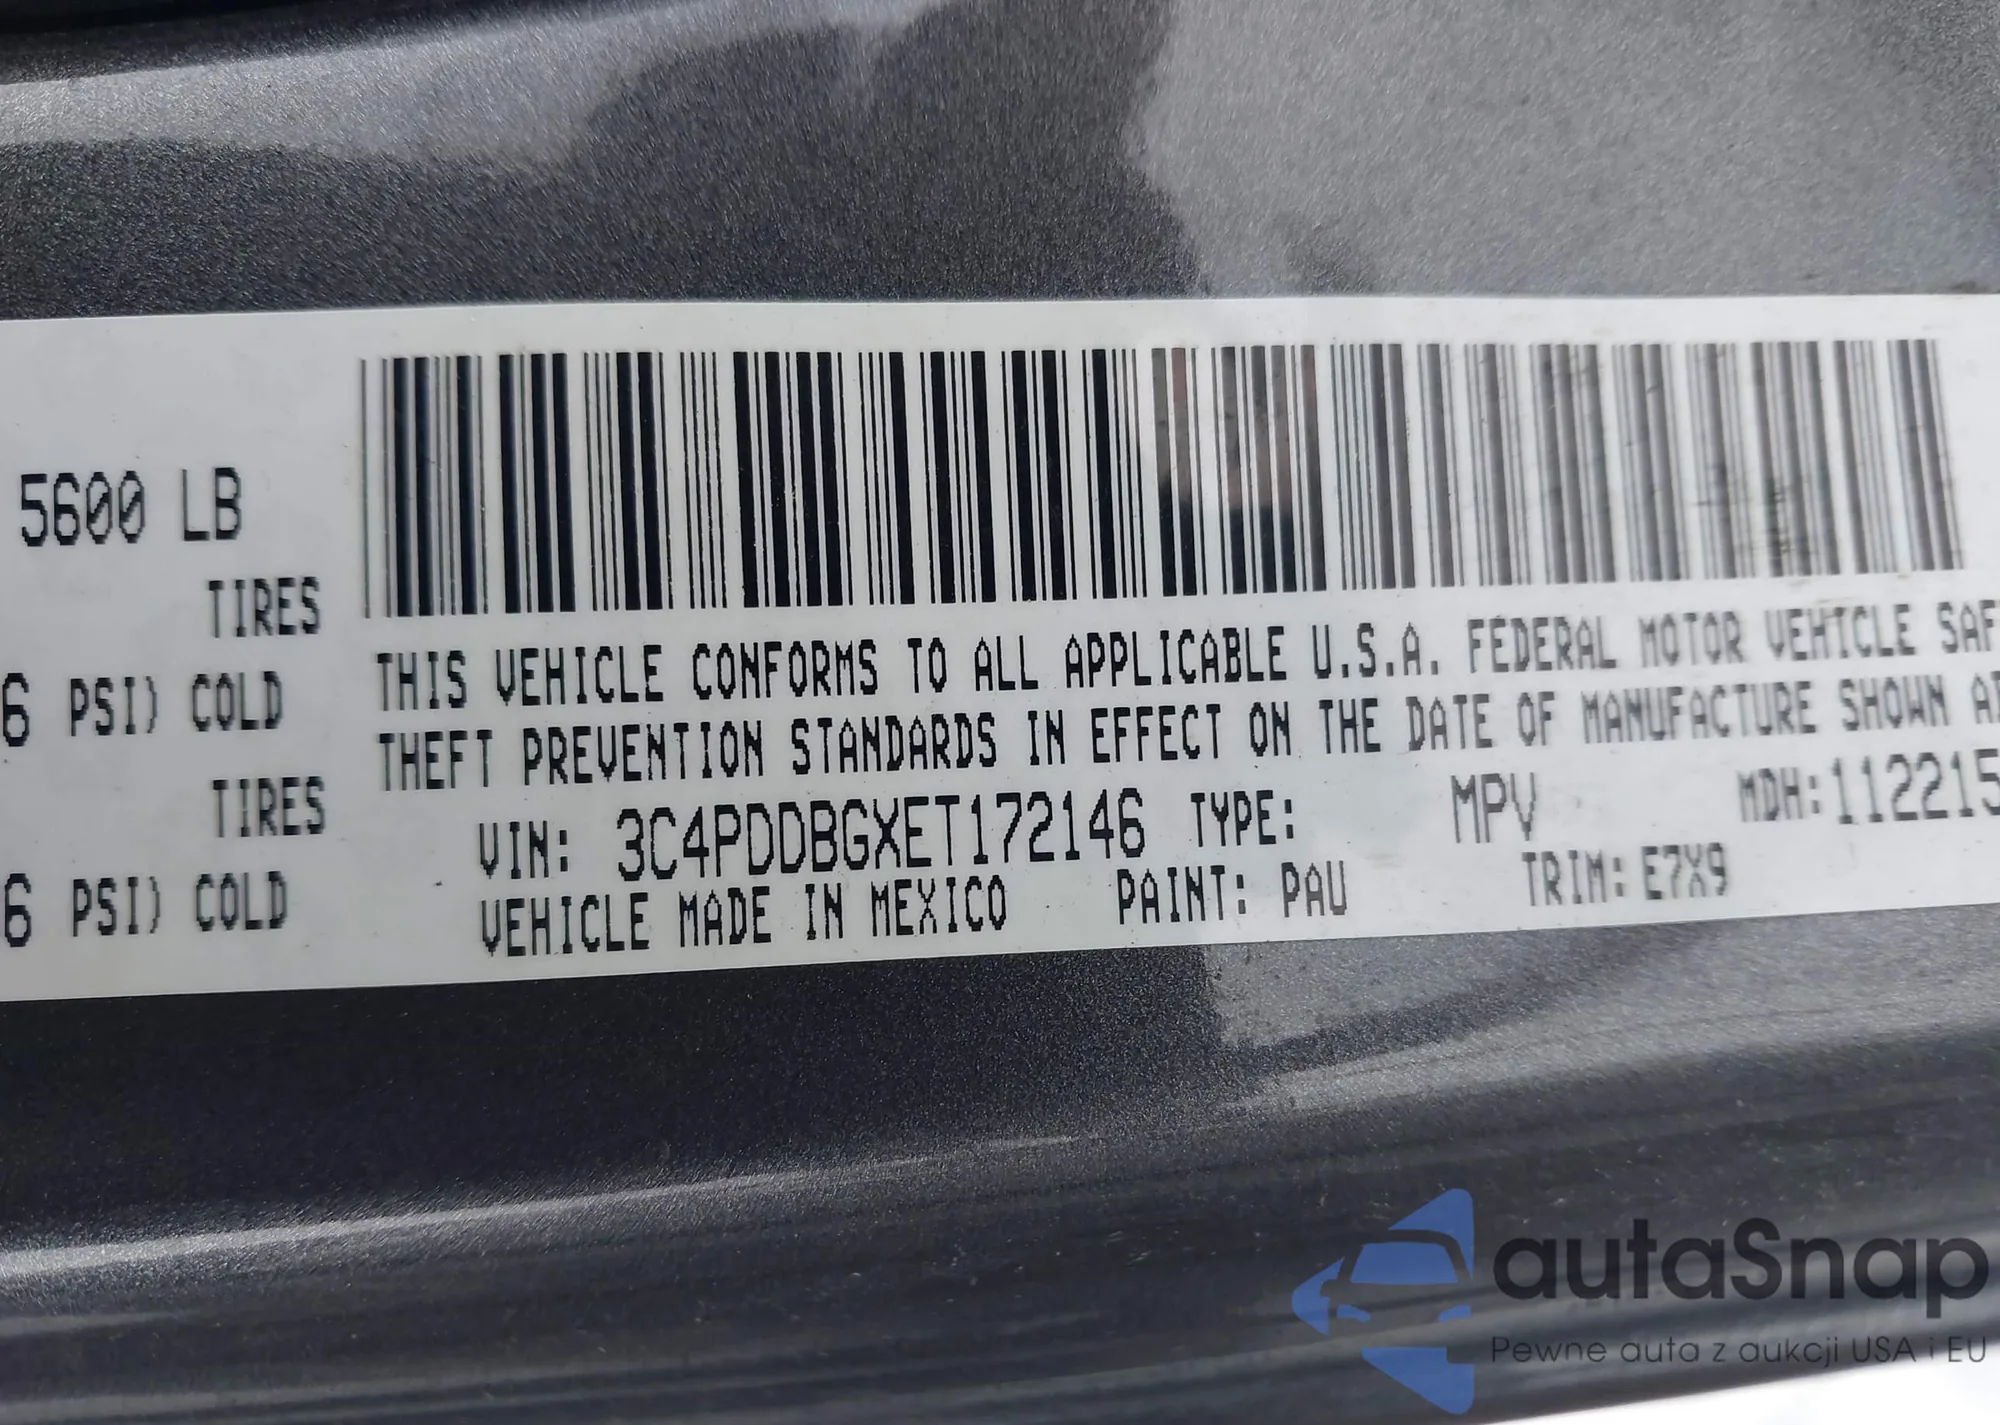 5600 LB
TIRES
6 PSI) COLD
TIRES
6 PSI) COLD
THIS VEHICLE CONFORMS TO ALL APPLICABLE U.S.A. FEDERAL MOTOR VEHICLE SAF
THEFT PREVENTION STANDARDS IN EFFECT ON THE DATE OF MANUFACTURE SHOWN A
VIN: 3C4PDDBGXET172146 TYPE: MPV MDH:112215
VEHICLE MADE IN MEXICO PAINT: PAU TRIM: E7X9
autaSnap
Pewne auta z aukcji USA i EU